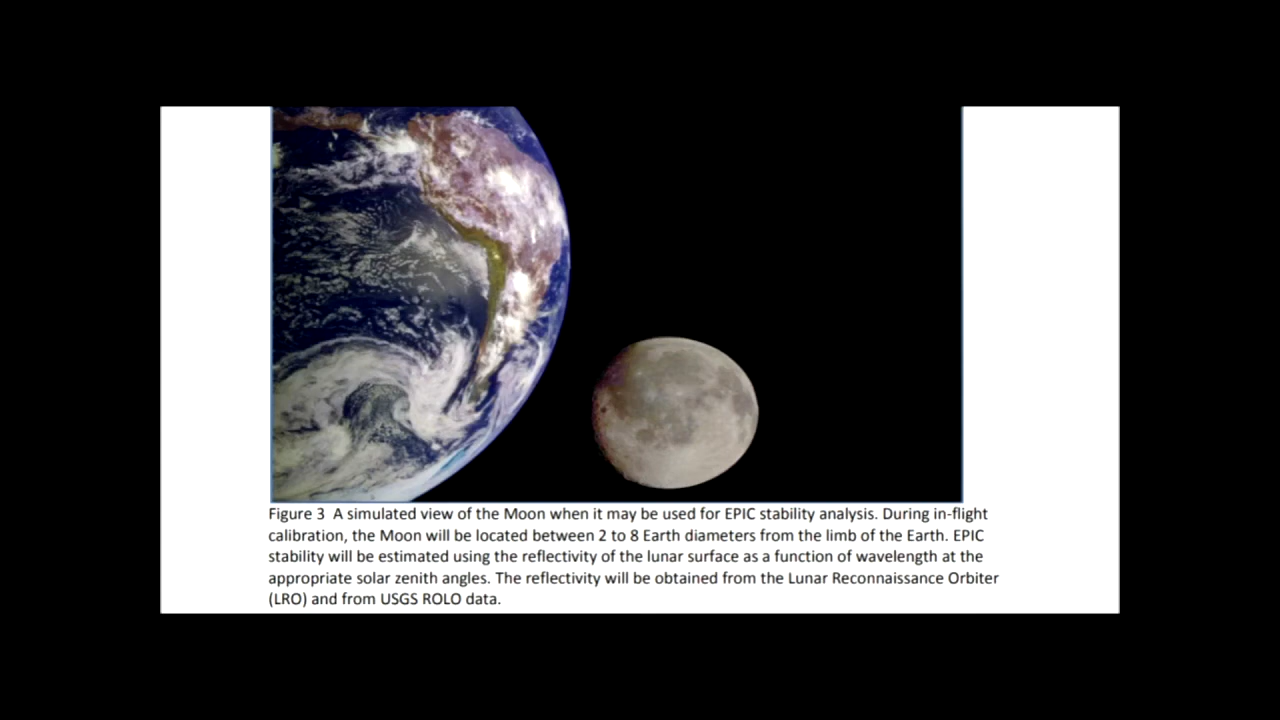 Figure 3  A simulated view of the Moon when it may be used for EPIC stability analysis. During in-flight
calibration, the Moon will be located between 2 to 8 Earth diameters from the limb of the Earth. EPIC
stability will be estimated using the reflectivity of the lunar surface as a function of wavelength at the
appropriate solar zenith angles. The reflectivity will be obtained from the Lunar Reconnaissance Orbiter
(LRO) and from USGS ROLO data.